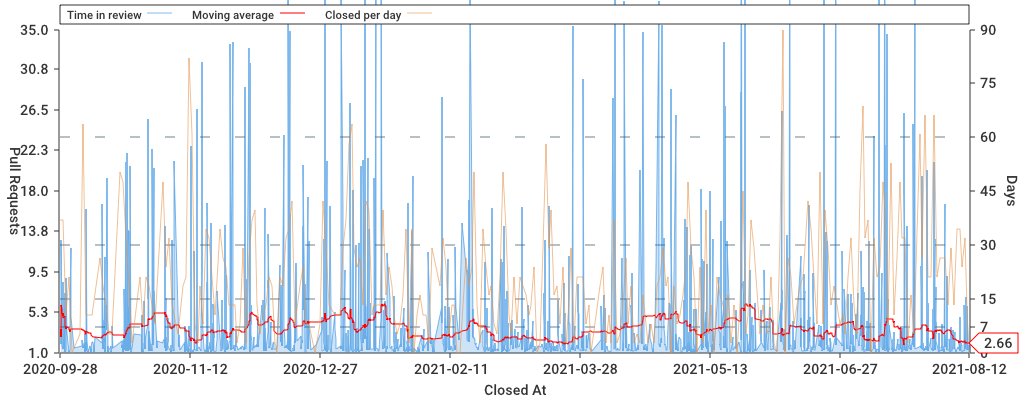 Time in review Moving average Closed per day
35.0 90
30.8 75
26.5
22.3 60
18.0 45
13.8 30
9.5
5.3 15
7
1.0 0
2.66
Pull Requests
Days
2020-09-28 2020-11-12 2020-12-27 2021-02-11 2021-03-28 2021-05-13 2021-06-27 2021-08-12
Closed At